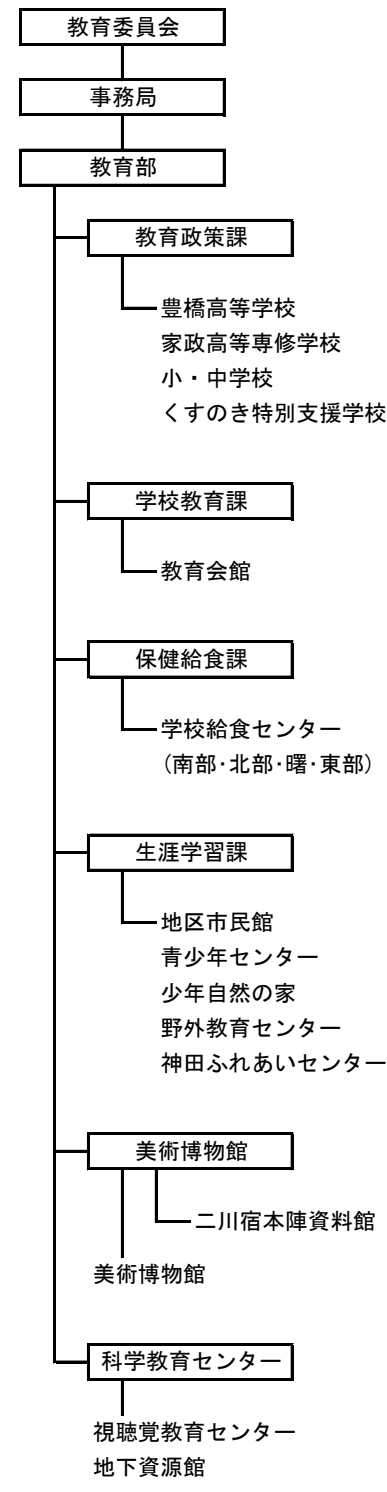 教育委員会
事務局
教育部
教育政策課
豊橋高等学校
家政高等専修学校
小・中学校
くすのき特別支援学校
学校教育課
教育会館
保健給食課
学校給食センター
(南部･北部･曙･東部)
生涯学習課
地区市民館
青少年センター
少年自然の家
野外教育センター
神田ふれあいセンター
美術博物館
二川宿本陣資料館
美術博物館
科学教育センター
視聴覚教育センター
地下資源館